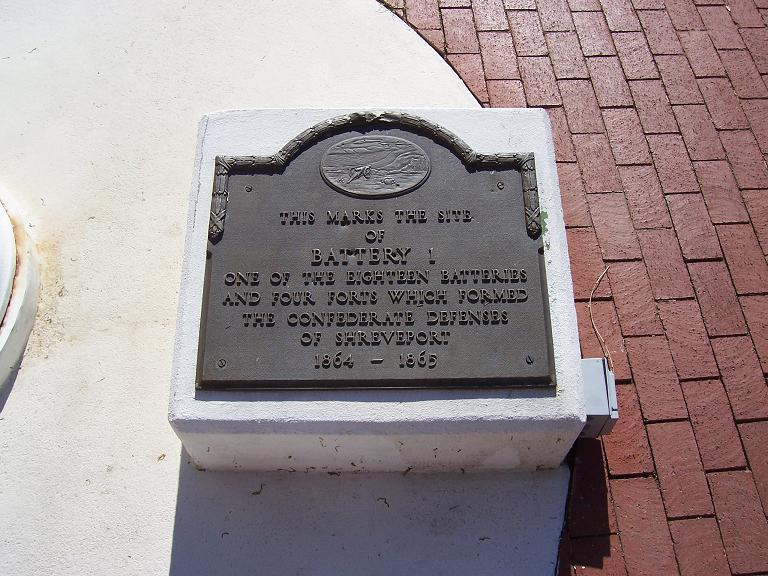 THIS MARKS THE SITE
OF
BATTERY 1
ONE OF THE EIGHTEEN BATTERIES
AND FOUR FORTS WHICH FORMED
THE CONFEDERATE DEFENSES
OF SHREVEPORT
1864 – 1865